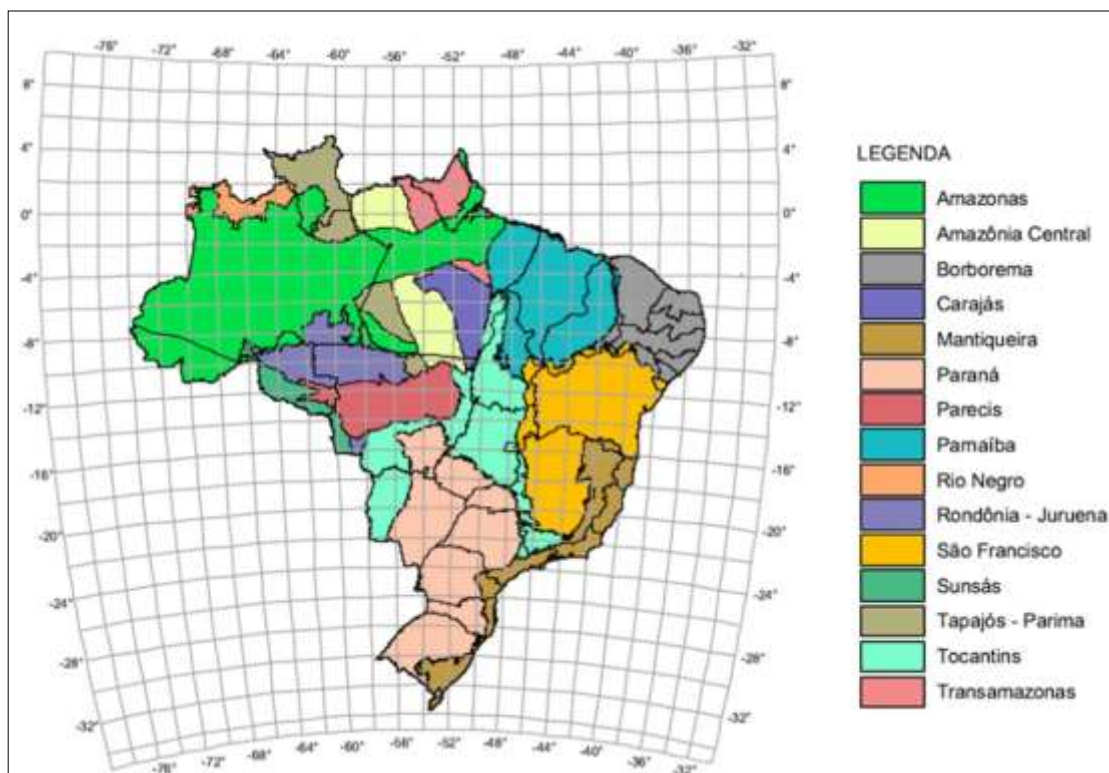 -76° -72° -68° -64° -60° -56° -52° -48° -44° -40° -36° -32°
8° 8°
4° 4°
0° 0°
-4° -4°
-8° -8°
-12° -12°
-16° -16°
-20° -20°
-24° -24°
-28° -28°
-32° -32°
-76° -72° -68° -64° -60° -56° -52° -48° -44° -40° -36° -32°
LEGENDA
Amazonas
Amazônia Central
Borborema
Carajás
Mantiqueira
Paraná
Parecis
Parnaíba
Rio Negro
Rondônia - Juruena
São Francisco
Sunsás
Tapajós - Parima
Tocantins
Transamazonas